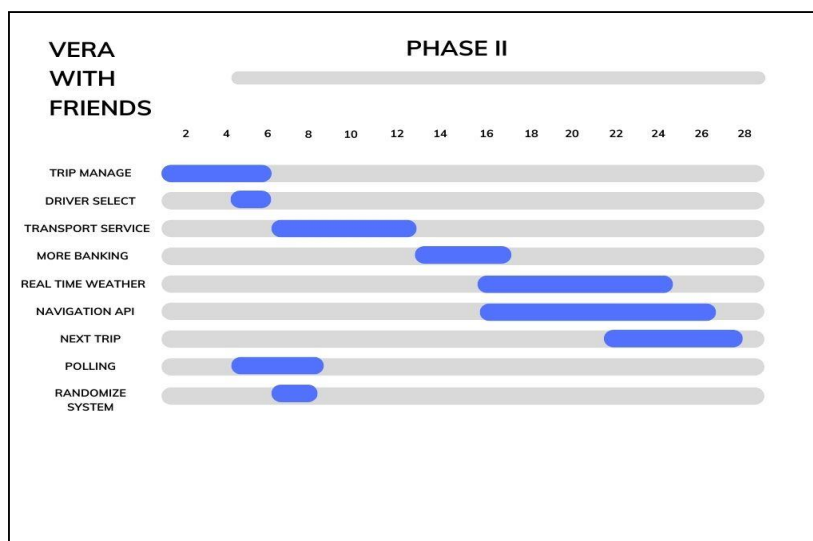 VERA
WITH
FRIENDS
PHASE II
2 4 6 8 10 12 14 16 18 20 22 24 26 28
TRIP MANAGE
DRIVER SELECT
TRANSPORT SERVICE
MORE BANKING
REAL TIME WEATHER
NAVIGATION API
NEXT TRIP
POLLING
RANDOMIZE
SYSTEM